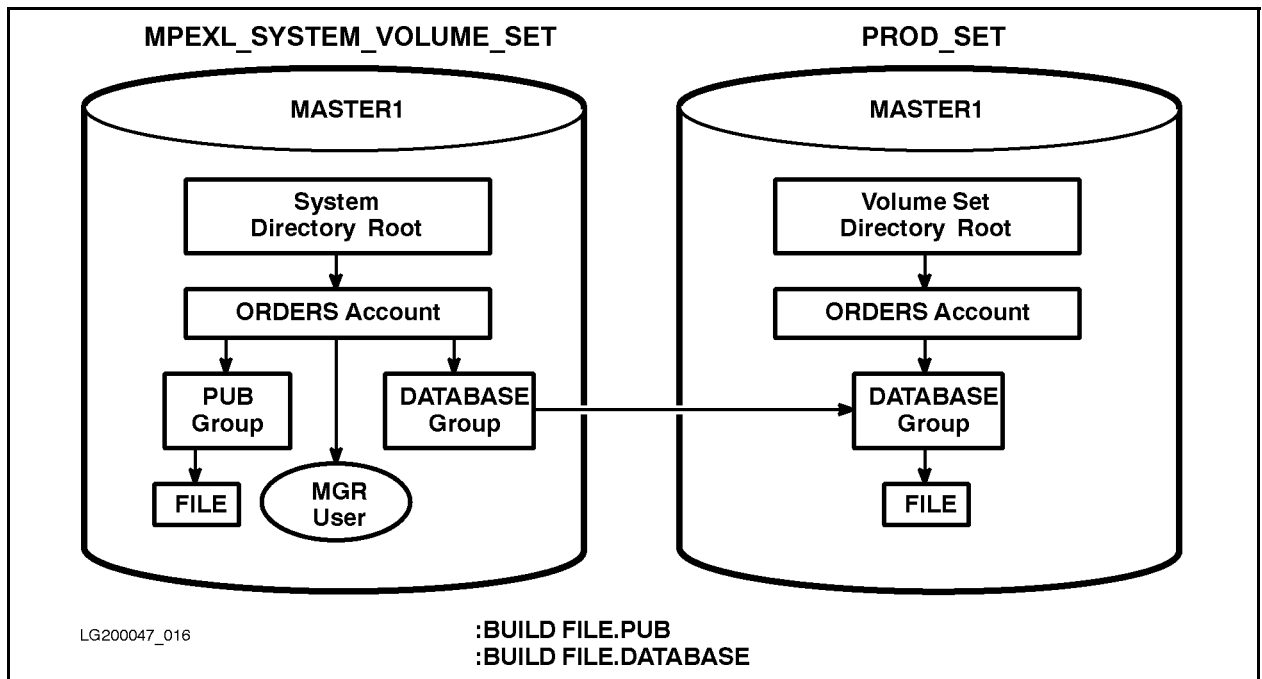 MPEXL_SYSTEM_VOLUME_SET
MASTER1
System
Directory Root
ORDERS Account
PUB
Group
DATABASE
Group
FILE
MGR
User
PROD_SET
MASTER1
Volume Set
Directory Root
ORDERS Account
DATABASE
Group
FILE
LG200047_016
:BUILD FILE.PUB
:BUILD FILE.DATABASE